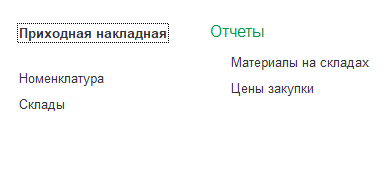 Приходная накладная
Номенклатура
Склады
Отчеты
Материалы на складах
Цены закупки